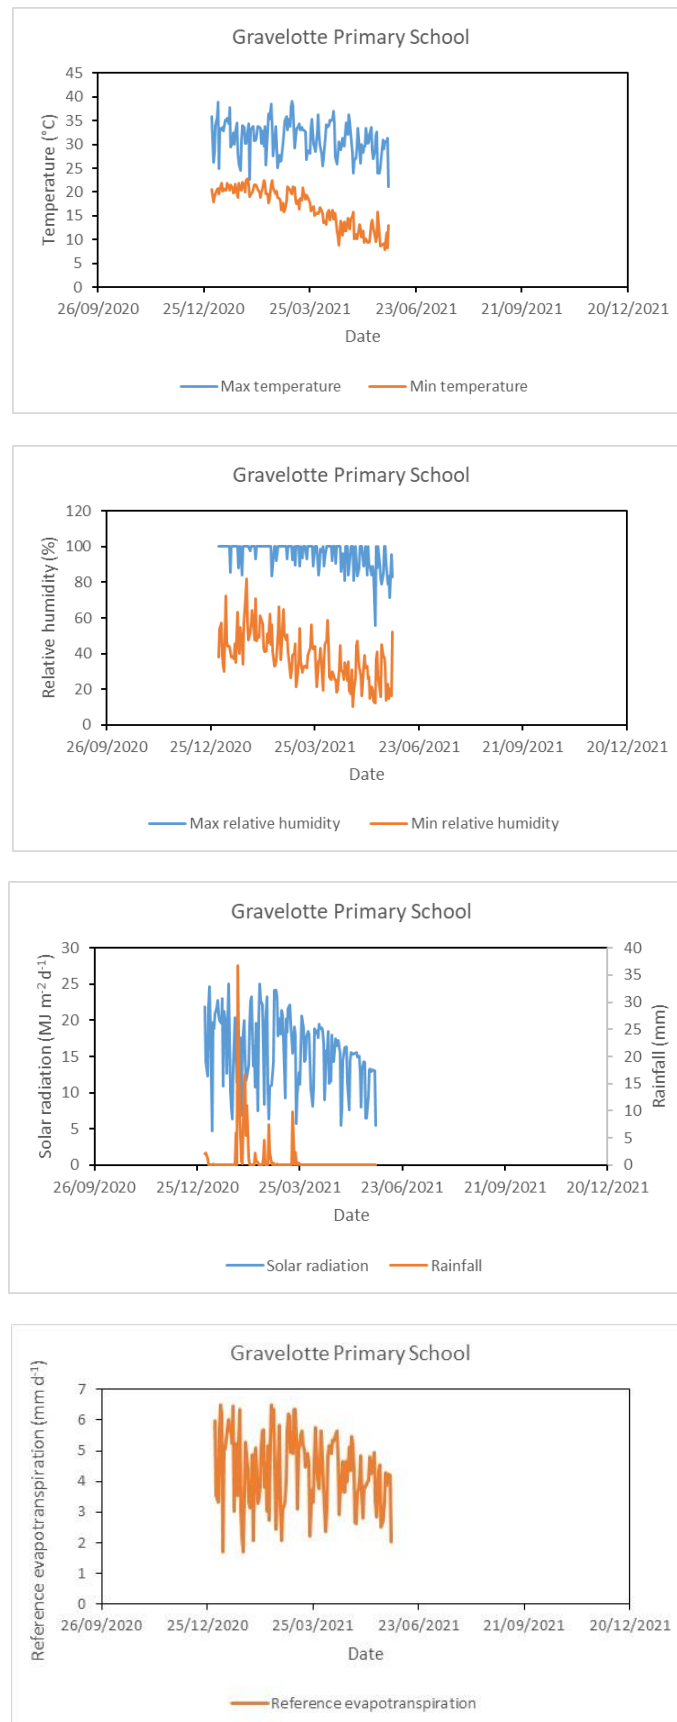 Gravelotte Primary School
Temperature (°C)
45
40
35
30
25
20
15
10
5
0
26/09/2020 25/12/2020 25/03/2021 23/06/2021 21/09/2021 20/12/2021
Date
Max temperature Min temperature
Gravelotte Primary School
Relative humidity (%)
120
100
80
60
40
20
0
26/09/2020 25/12/2020 25/03/2021 23/06/2021 21/09/2021 20/12/2021
Date
Max relative humidity Min relative humidity
Gravelotte Primary School
Solar radiation (MJ m⁻² d⁻¹)
30
25
20
15
10
5
0
40
35
30
25
20
15
10
5
0
Rainfall (mm)
26/09/2020 25/12/2020 25/03/2021 23/06/2021 21/09/2021 20/12/2021
Date
Solar radiation Rainfall
Gravelotte Primary School
Reference evapotranspiration (mm d⁻¹)
7
6
5
4
3
2
1
0
26/09/2020 25/12/2020 25/03/2021 23/06/2021 21/09/2021 20/12/2021
Date
Reference evapotranspiration